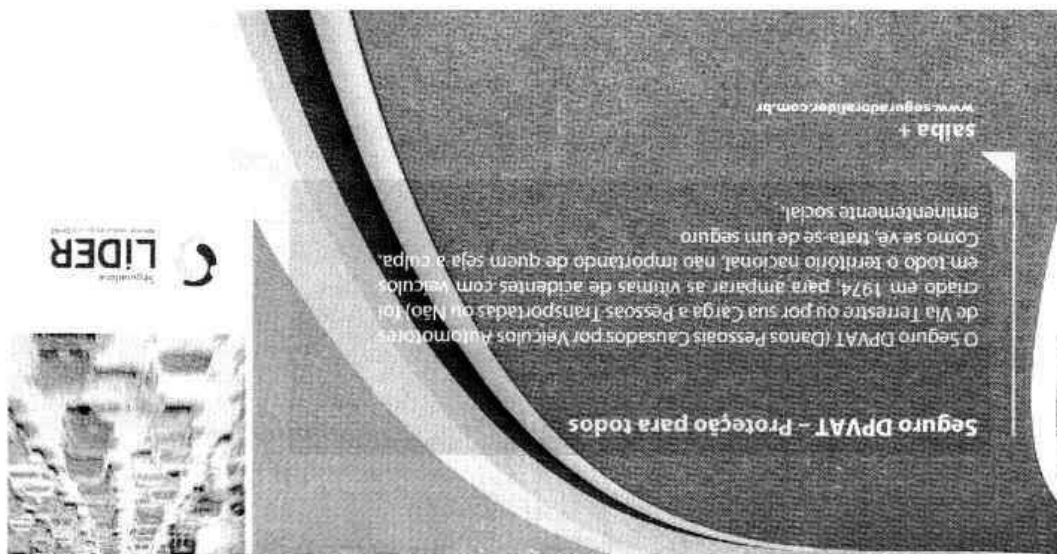 Seguro DPVAT – Proteção para todos
O Seguro DPVAT (Danos Pessoais Causados por Veículos Automotores
de Via Terrestre ou por sua Carga a Pessoas Transportadas ou Não) foi
criado em 1974, para amparar as vítimas de acidentes com veículos
em todo o território nacional, não importando de quem seja a culpa.
Como se vê, trata-se de um seguro
eminentemente social.
saiba +
www.seguradoralider.com.br
Seguradora
LÍDER